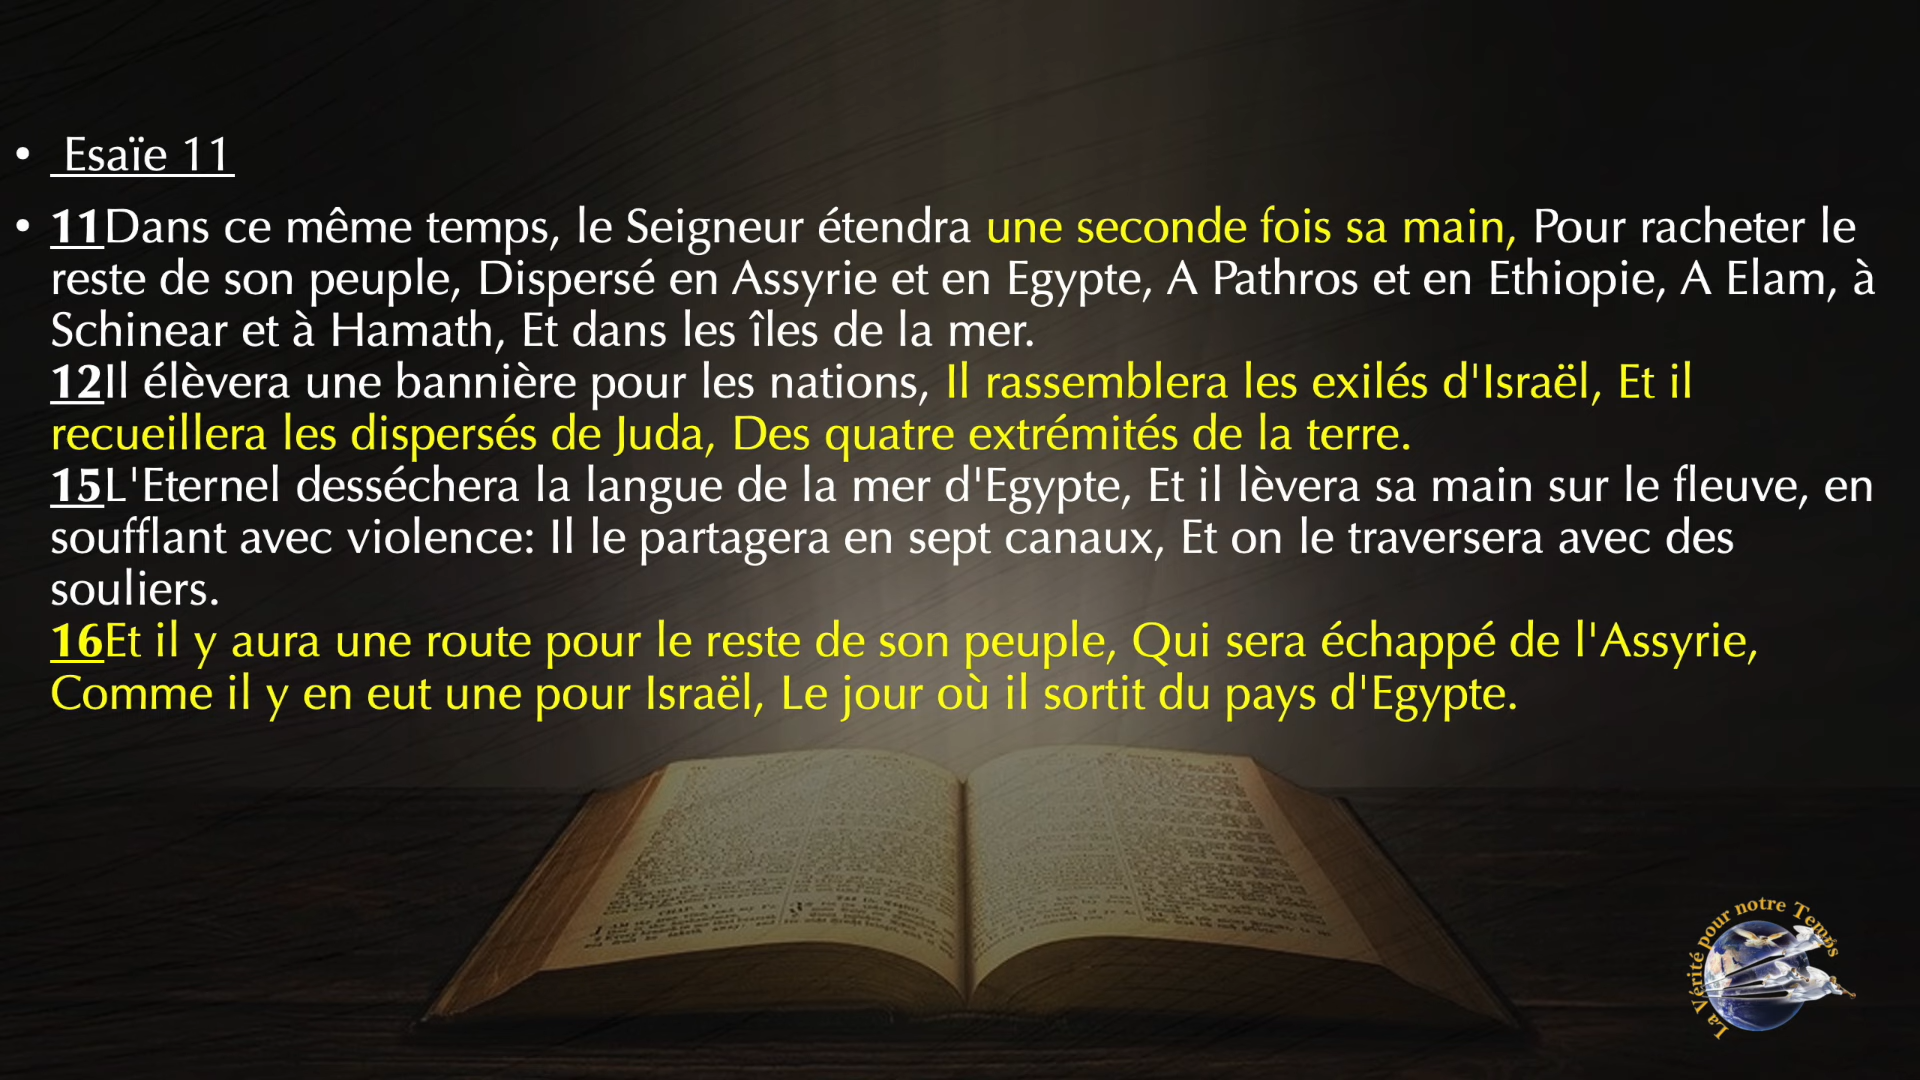 • Esaïe 11
• 11Dans ce même temps, le Seigneur étendra une seconde fois sa main, Pour racheter le
reste de son peuple, Dispersé en Assyrie et en Egypte, A Pathros et en Ethiopie, A Elam, à
Schinear et à Hamath, Et dans les îles de la mer.
12Il élèvera une bannière pour les nations, Il rassemblera les exilés d'Israël, Et il
recueillera les dispersés de Juda, Des quatre extrémités de la terre.
15L'Eternel desséchera la langue de la mer d'Egypte, Et il lèvera sa main sur le fleuve, en
soufflant avec violence: Il le partagera en sept canaux, Et on le traversera avec des
souliers.
16Et il y aura une route pour le reste de son peuple, Qui sera échappé de l'Assyrie,
Comme il y en eut une pour Israël, Le jour où il sortit du pays d'Egypte.
La Vérité pour notre Temps